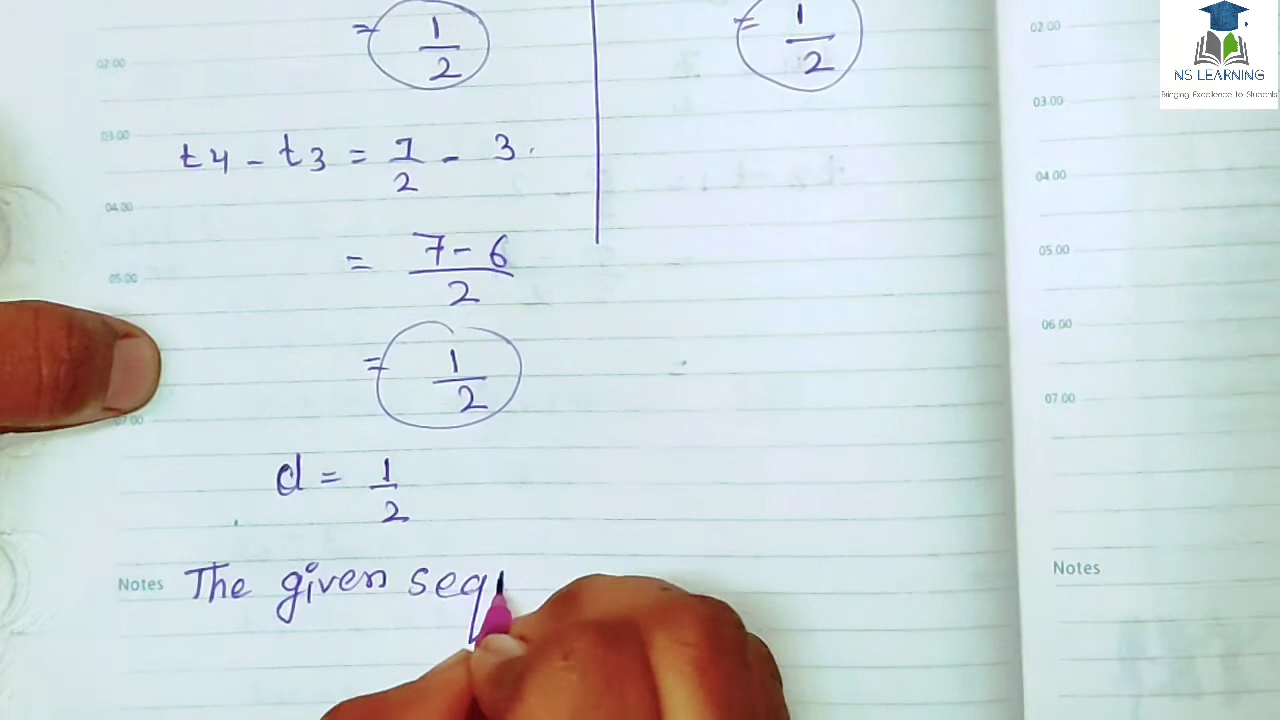 = 1/2
= 1/2
NS LEARNING
Bringing Excellence to Students
02.00
02.00
03.00
03.00
t4 - t3 = 7/2 - 3.
04.00
04.00
= 7-6/2
05.00
05.00
06.00
= 1/2
07.00
07.00
d = 1/2
Notes
The given seq
Notes